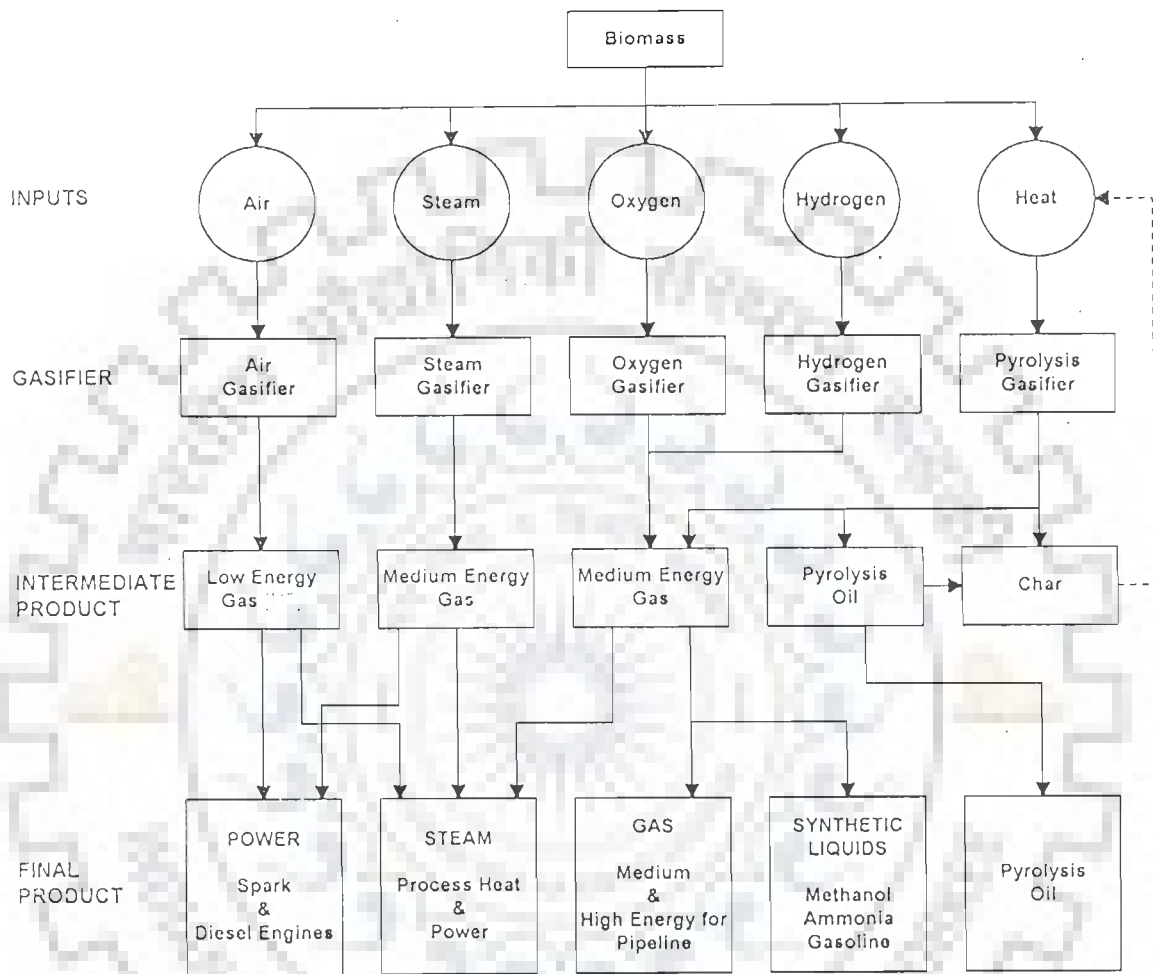 Biomass
INPUTS
Air
Steam
Oxygen
Hydrogen
Heat
GASIFIER
Air
Gasifier
Steam
Gasifier
Oxygen
Gasifier
Hydrogen
Gasifier
Pyrolysis
Gasifier
INTERMEDIATE
PRODUCT
Low Energy
Gas
Medium Energy
Gas
Medium Energy
Gas
Pyrolysis
Oil
Char
FINAL
PRODUCT
POWER
Spark
&
Diesel Engines
STEAM
Process Heat
&
Power
GAS
Medium
&
High Energy for
Pipeline
SYNTHETIC
LIQUIDS
Methanol
Ammonia
Gasoline
Pyrolysis
Oil